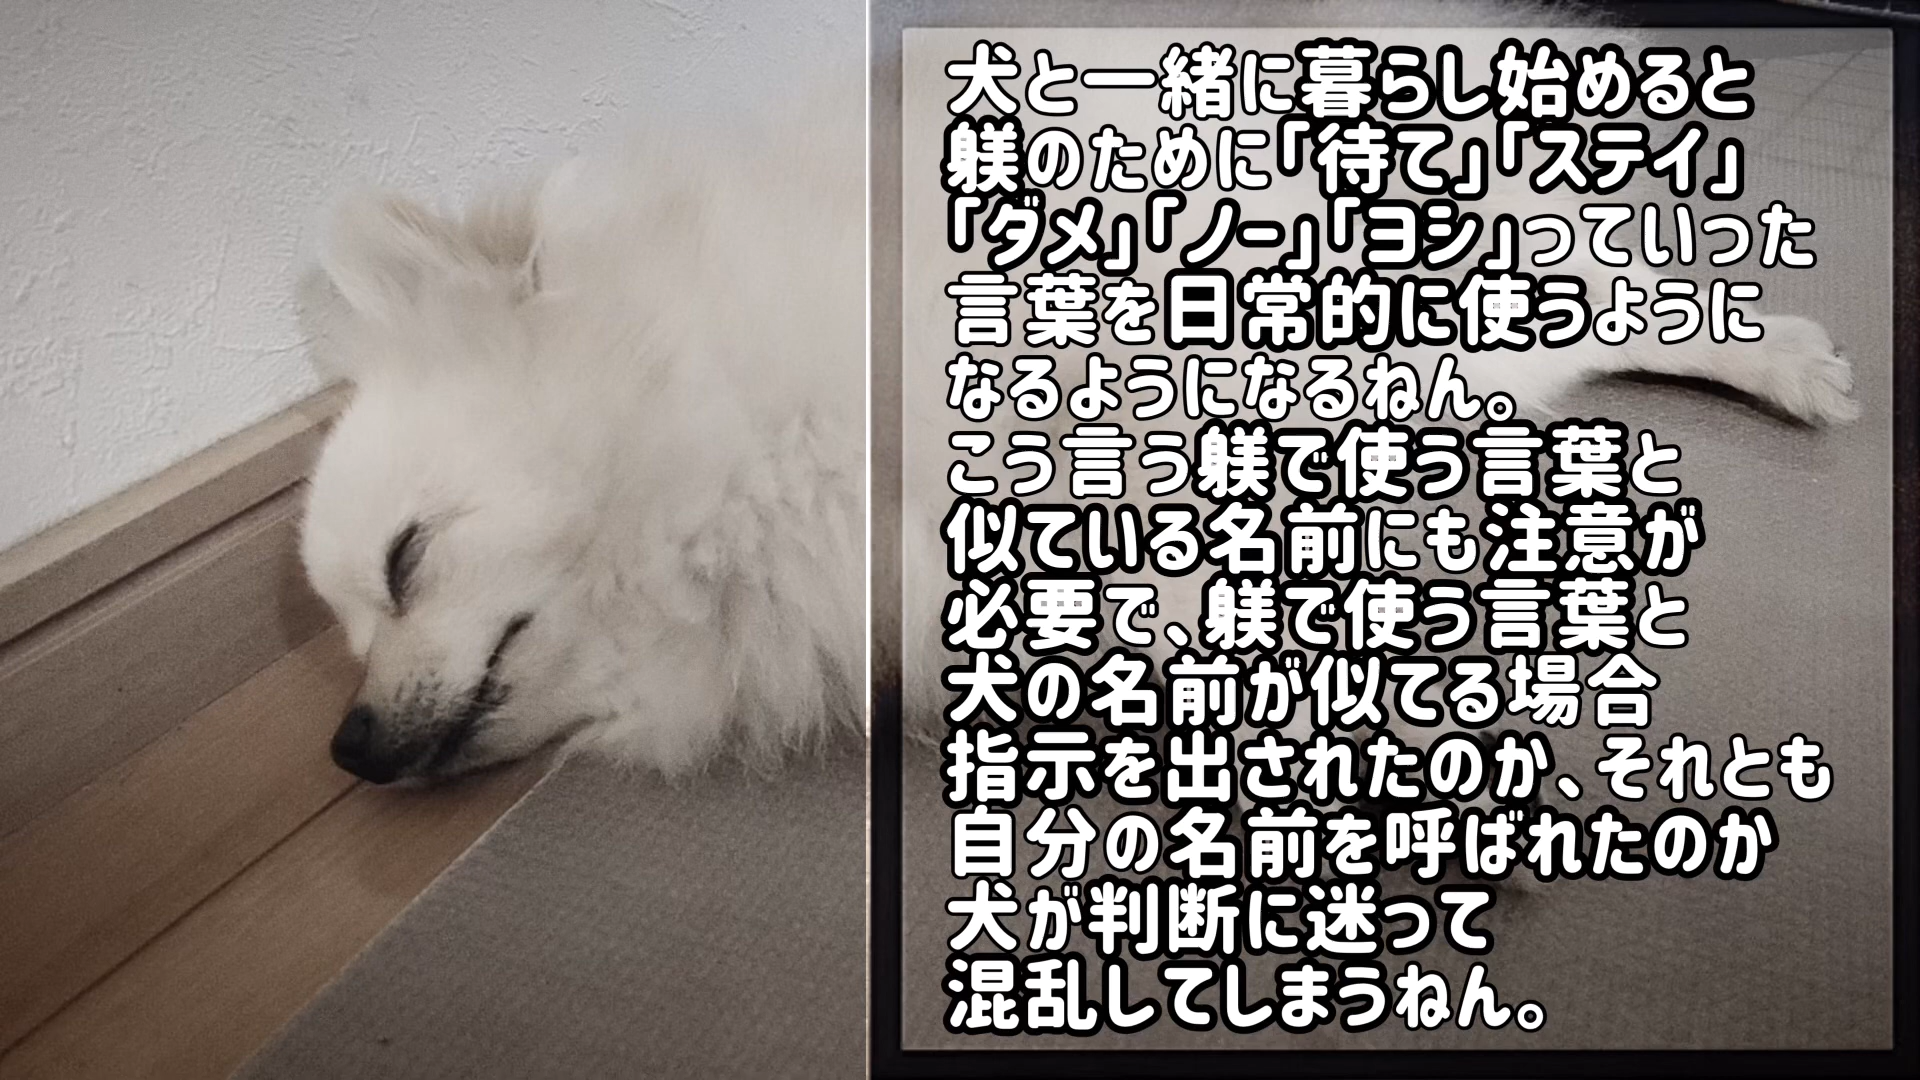 犬と一緒に暮らし始めると
躾のために「待て」「ステイ」
「ダメ」「ノー」「ヨシ」っていった
言葉を日常的に使うように
なるようになるねん。
こう言う躾で使う言葉と
似ている名前にも注意が
必要で、躾で使う言葉と
犬の名前が似てる場合
指示を出されたのか、それとも
自分の名前を呼ばれたのか
犬が判断に迷って
混乱してしまうねん。